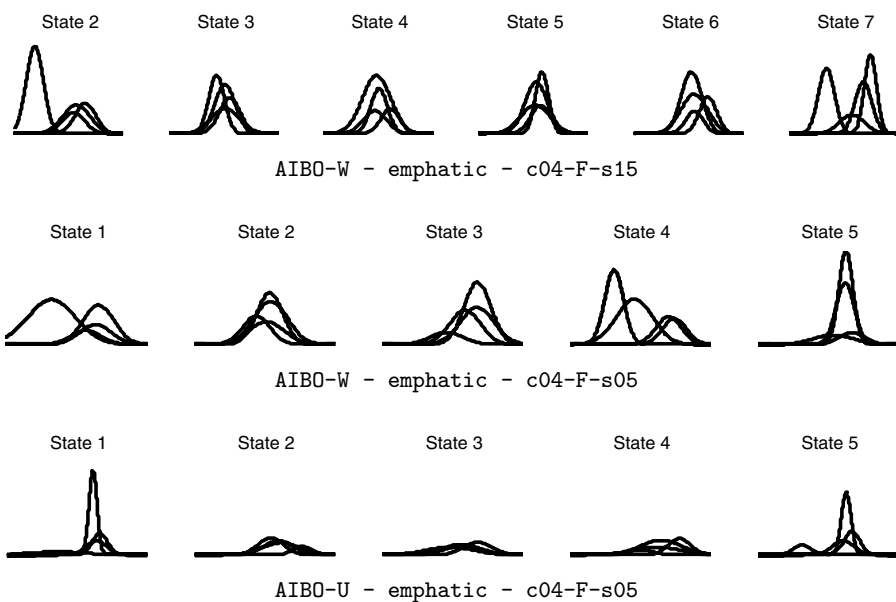 State 2 State 3 State 4 State 5 State 6 State 7
AIBO-W - emphatic - c04-F-s15
State 1 State 2 State 3 State 4 State 5
AIBO-W - emphatic - c04-F-s05
State 1 State 2 State 3 State 4 State 5
AIBO-U - emphatic - c04-F-s05